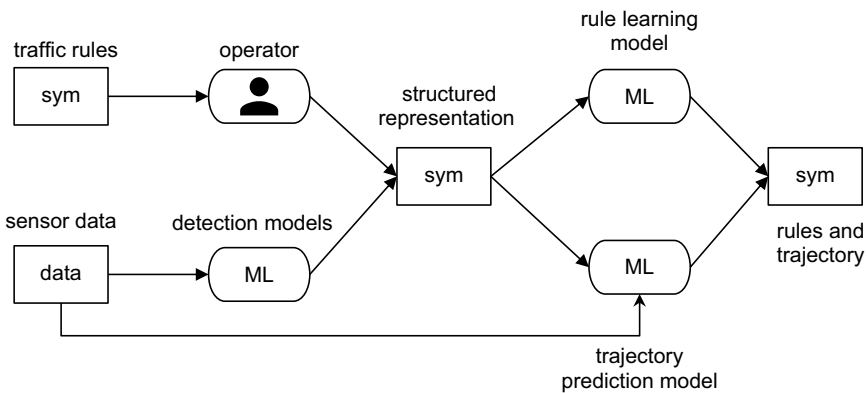 traffic rules
sym
operator
structured
representation
sym
rule learning
model
ML
sym
rules and
trajectory
sensor data
data
detection models
ML
ML
trajectory
prediction model